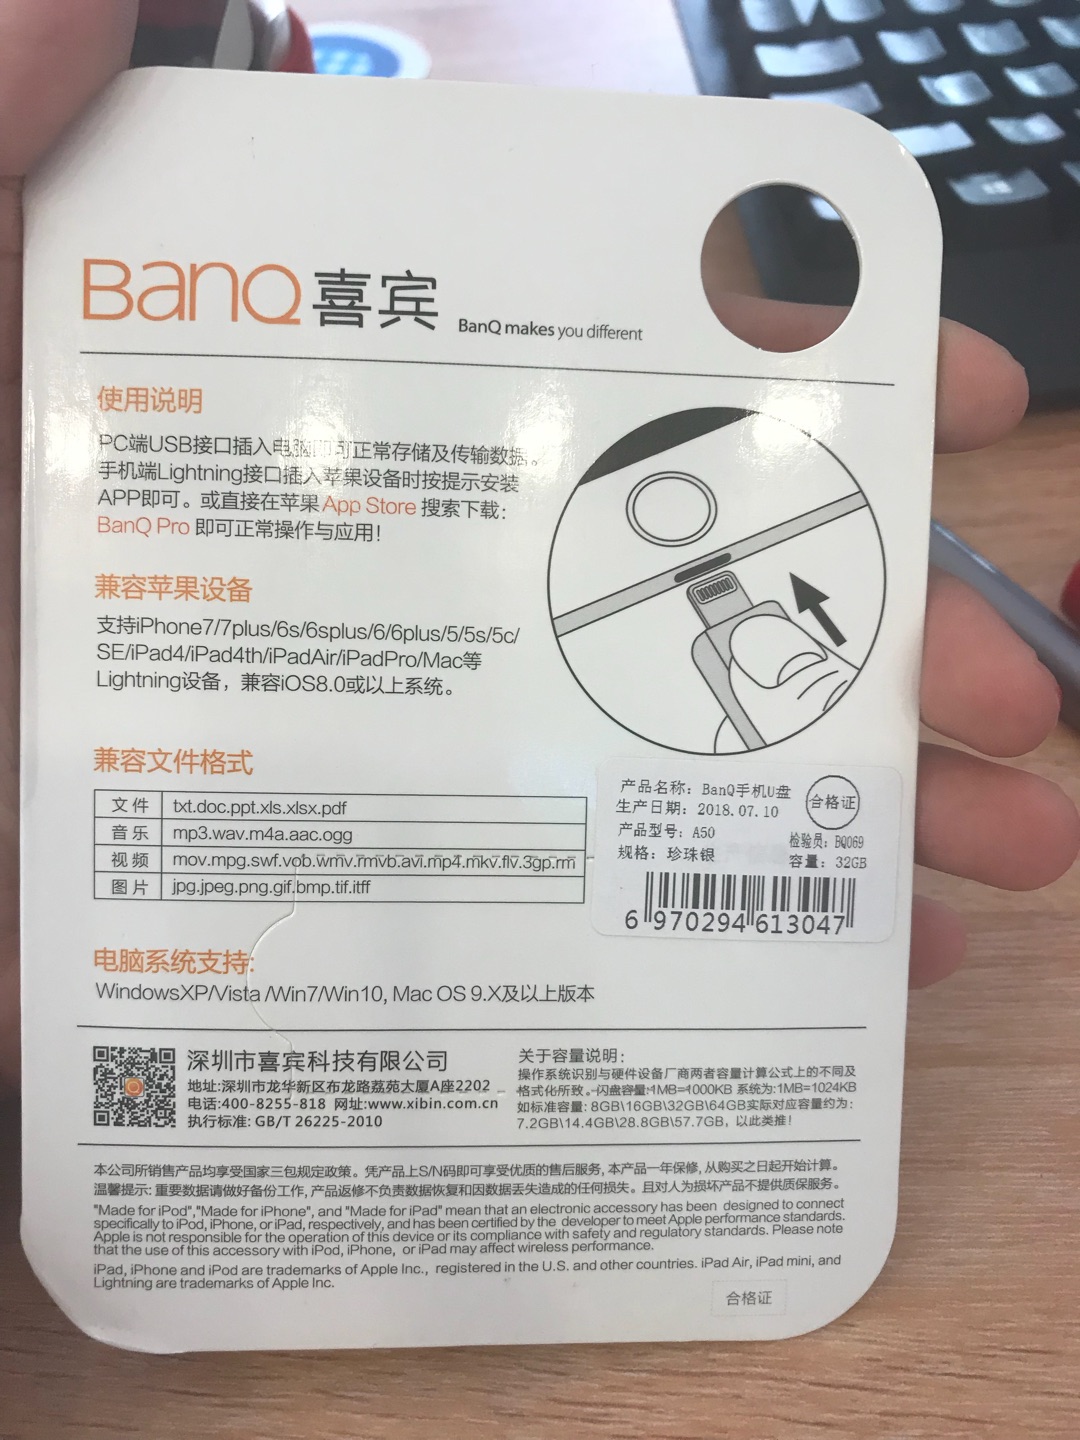 BanQ喜宾 BanQ makes you different
使用说明
PC端USB接口插入电脑即可正常存储及传输数据。
手机端Lightning接口插入苹果设备时按提示安装
APP即可。或直接在苹果App Store 搜索下载：
BanQ Pro 即可正常操作与应用！
兼容苹果设备
支持iPhone7/7plus/6s/6splus/6/6plus/5/5s/5c/
SE/iPad4/iPad4th/iPadAir/iPadPro/Mac等
Lightning设备，兼容iOS8.0或以上系统。
兼容文件格式
文件 txt.doc.ppt.xls.xlsx.pdf
音乐 mp3.wav.m4a.aac.ogg
视频 mov.mpg.swf.vob.wmv.rmvb.avi.mp4.mkv.flv.3gp.rm
图片 jpg.jpeg.png.gif.bmp.tif.itff
产品名称：BanQ手机U盘
合格证
生产日期：2018.07.10
产品型号：A50
检验员：BQ069
规格：珍珠银
容量：32GB
6 970294 613047
电脑系统支持：
WindowsXP/Vista /Win7/Win10, Mac OS 9.X及以上版本
深圳市喜宾科技有限公司
地址:深圳市龙华新区布龙路荔苑大厦A座2202
电话:400-8255-818 网址:www.xibin.com.cn
执行标准: GB/T 26225-2010
关于容量说明：
操作系统识别与硬件设备厂商两者容量计算公式上的不同及
格式化所致。闪盘容量:1MB=1000KB 系统为:1MB=1024KB
如标准容量: 8GB\16GB\32GB\64GB实际对应容量约为：
7.2GB\14.4GB\28.8GB\57.7GB，以此类推！
本公司所销售产品均享受国家三包规定政策。凭产品上S/N码即可享受优质的售后服务, 本产品一年保修, 从购买之日起开始计算。
温馨提示: 重要数据请做好备份工作, 产品返修不负责数据恢复和因数据丢失造成的任何损失。且对人为损坏产品不提供质保服务。
"Made for iPod","Made for iPhone", and "Made for iPad" mean that an electronic accessory has been designed to connect
specifically to iPod, iPhone, or iPad, respectively, and has been certified by the developer to meet Apple performance standards.
Apple is not responsible for the operation of this device or its compliance with safety and regulatory standards. Please note
that the use of this accessory with iPod, iPhone, or iPad may affect wireless performance.
iPad, iPhone and iPod are trademarks of Apple Inc., registered in the U.S. and other countries. iPad Air, iPad mini, and
Lightning are trademarks of Apple Inc.
合格证